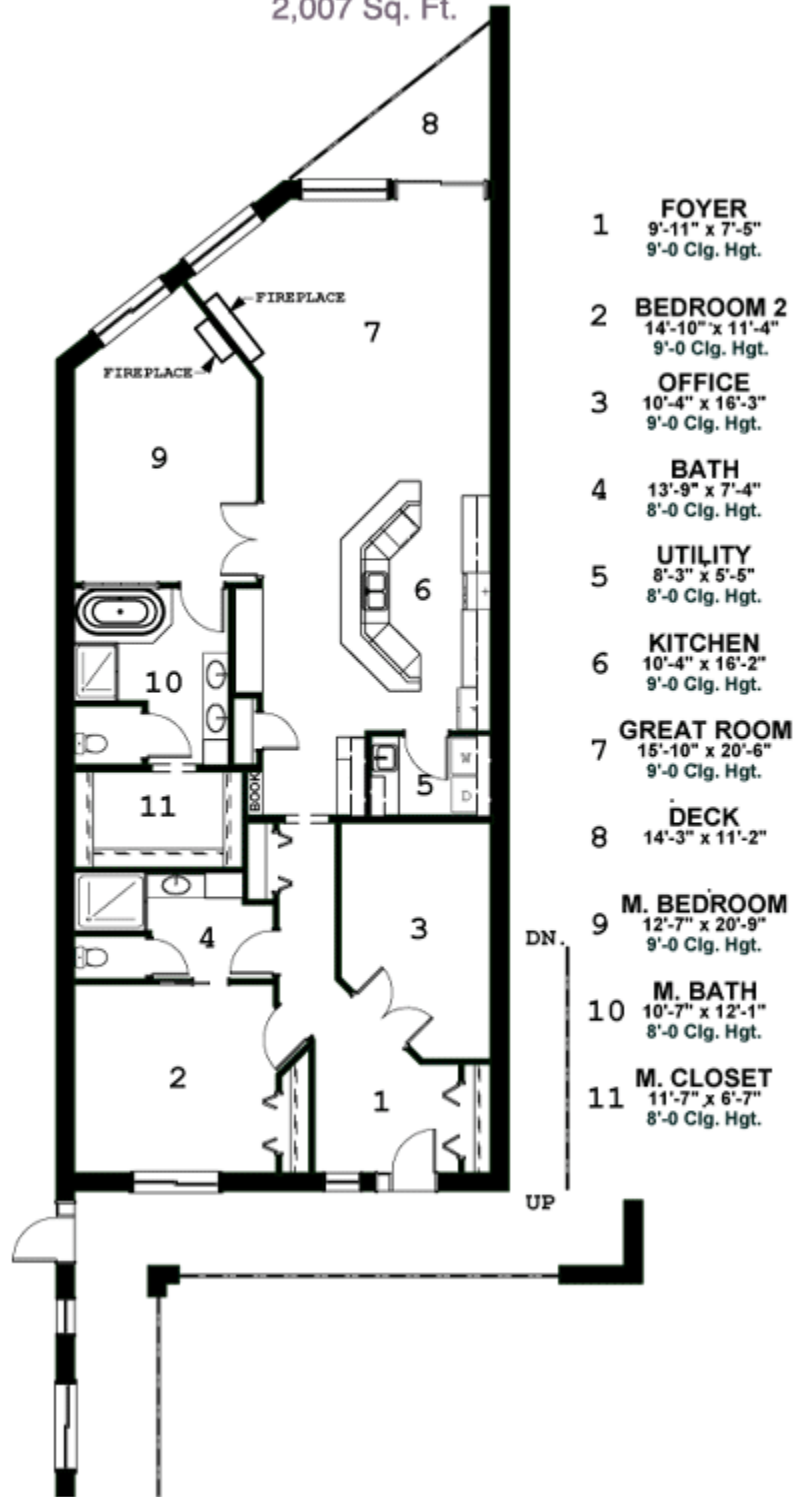 2,007 Sq. Ft.
8
FIREPLACE
7
FIREPLACE
9
6
10
BOOK
W
5
D
11
4
3
2
1
DN.
UP
1 FOYER
9'-11" x 7'-5"
9'-0 Clg. Hgt.
2 BEDROOM 2
14'-10" x 11'-4"
9'-0 Clg. Hgt.
3 OFFICE
10'-4" x 16'-3"
9'-0 Clg. Hgt.
4 BATH
13'-9" x 7'-4"
8'-0 Clg. Hgt.
5 UTILITY
8'-3" x 5'-5"
8'-0 Clg. Hgt.
6 KITCHEN
10'-4" x 16'-2"
9'-0 Clg. Hgt.
7 GREAT ROOM
15'-10" x 20'-6"
9'-0 Clg. Hgt.
8 DECK
14'-3" x 11'-2"
9 M. BEDROOM
12'-7" x 20'-9"
9'-0 Clg. Hgt.
10 M. BATH
10'-7" x 12'-1"
8'-0 Clg. Hgt.
11 M. CLOSET
11'-7" x 6'-7"
8'-0 Clg. Hgt.